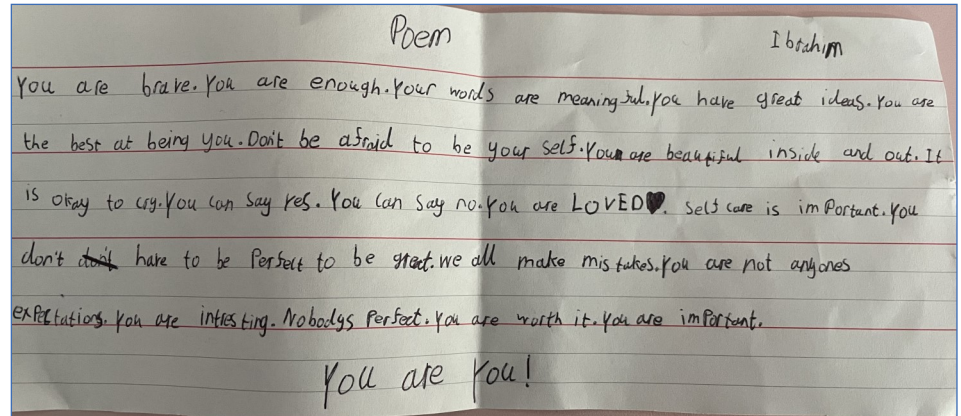 Poem Ibrahim
You are brave. You are enough. Your words are meaningful. You have great ideas. You are
the best at being you. Don't be afraid to be your self. You are beautiful inside and out. It
is okay to cry. You can say yes. You can say no. You are LOVED♥. Self care is important. You
don't don't have to be perfect to be great. we all make mistakes. You are not anyones
expectations. You are intresting. Nobodys perfect. You are worth it. You are important.
You are You!